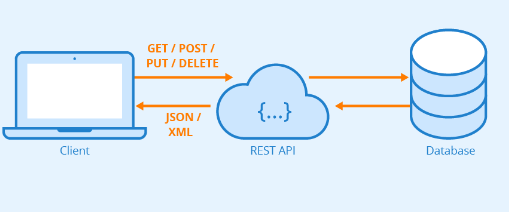 GET / POST /
PUT / DELETE
JSON /
XML
{...}
Client
REST API
Database